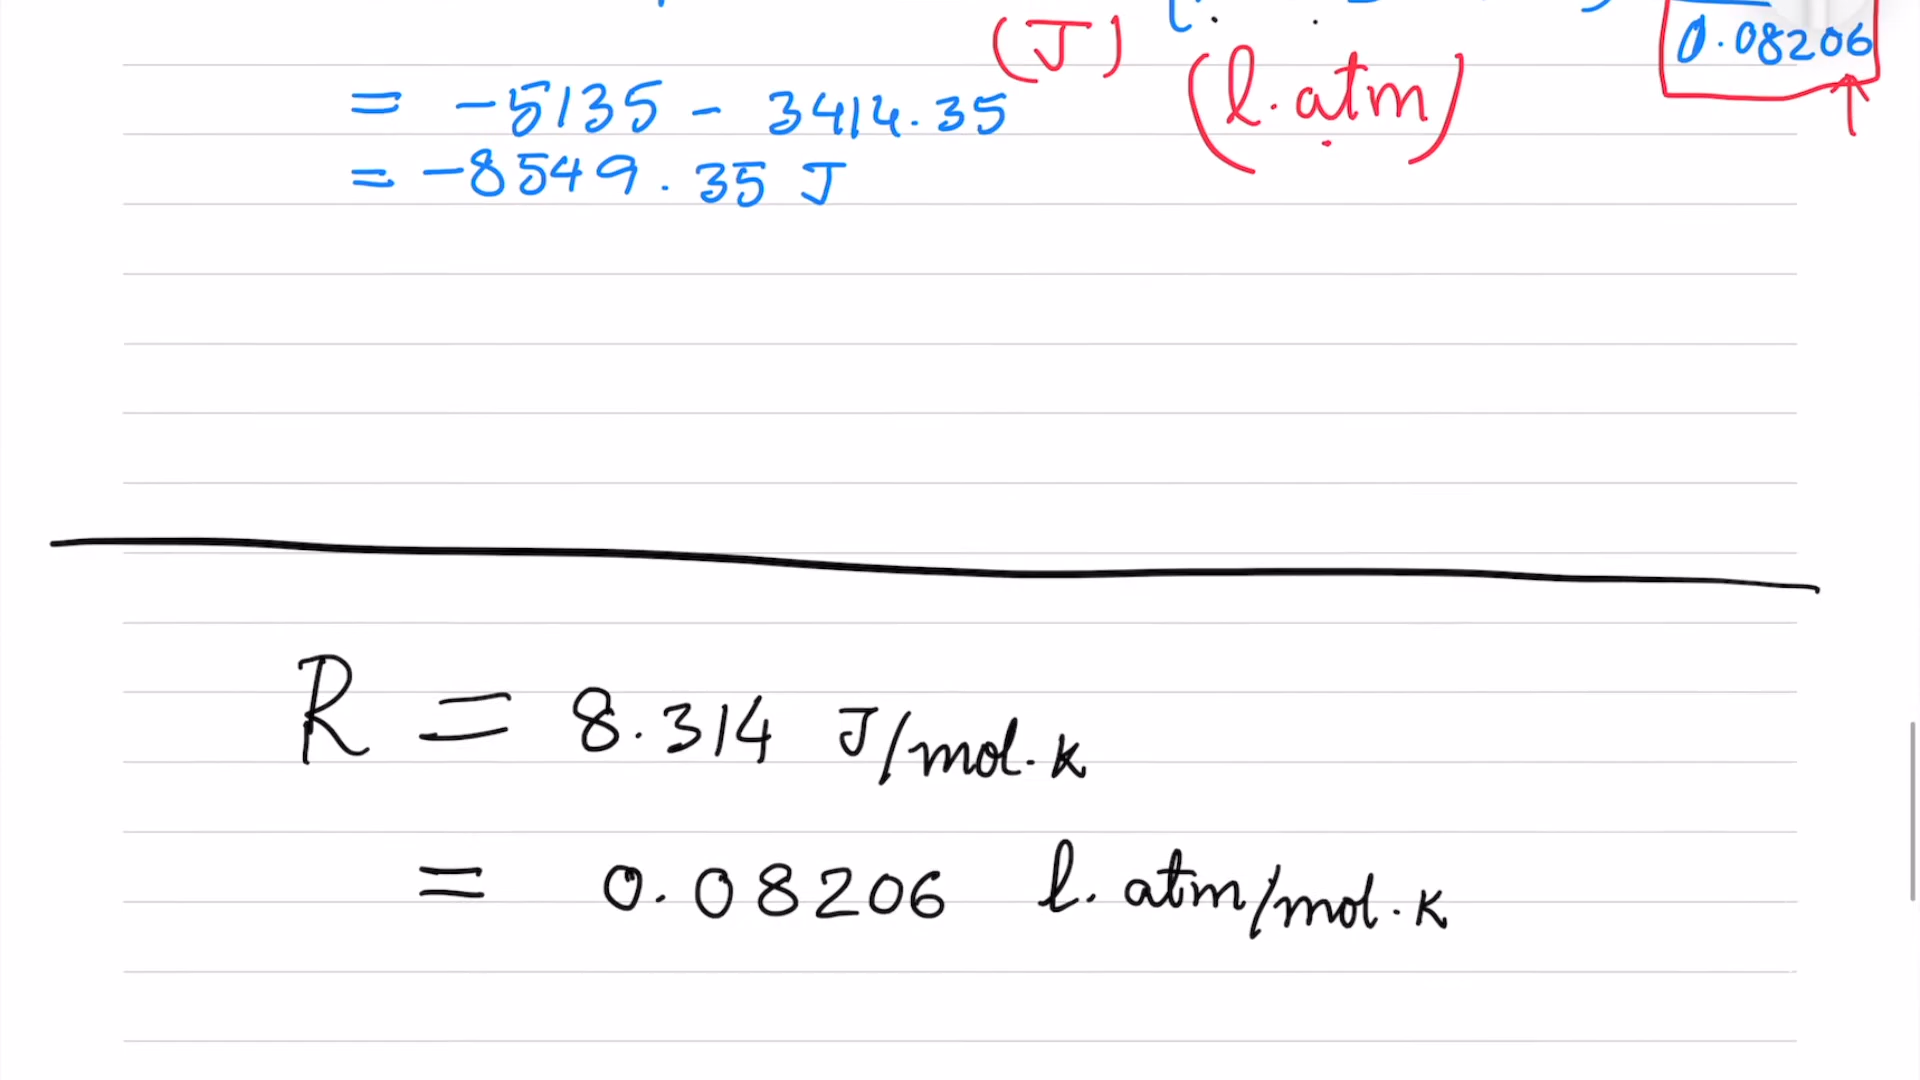 0.08206
(J)
(l.atm)
= -5135 - 3414.35
= -8549.35 J
R = 8.314 J/mol.K
= 0.08206 l.atm/mol.K